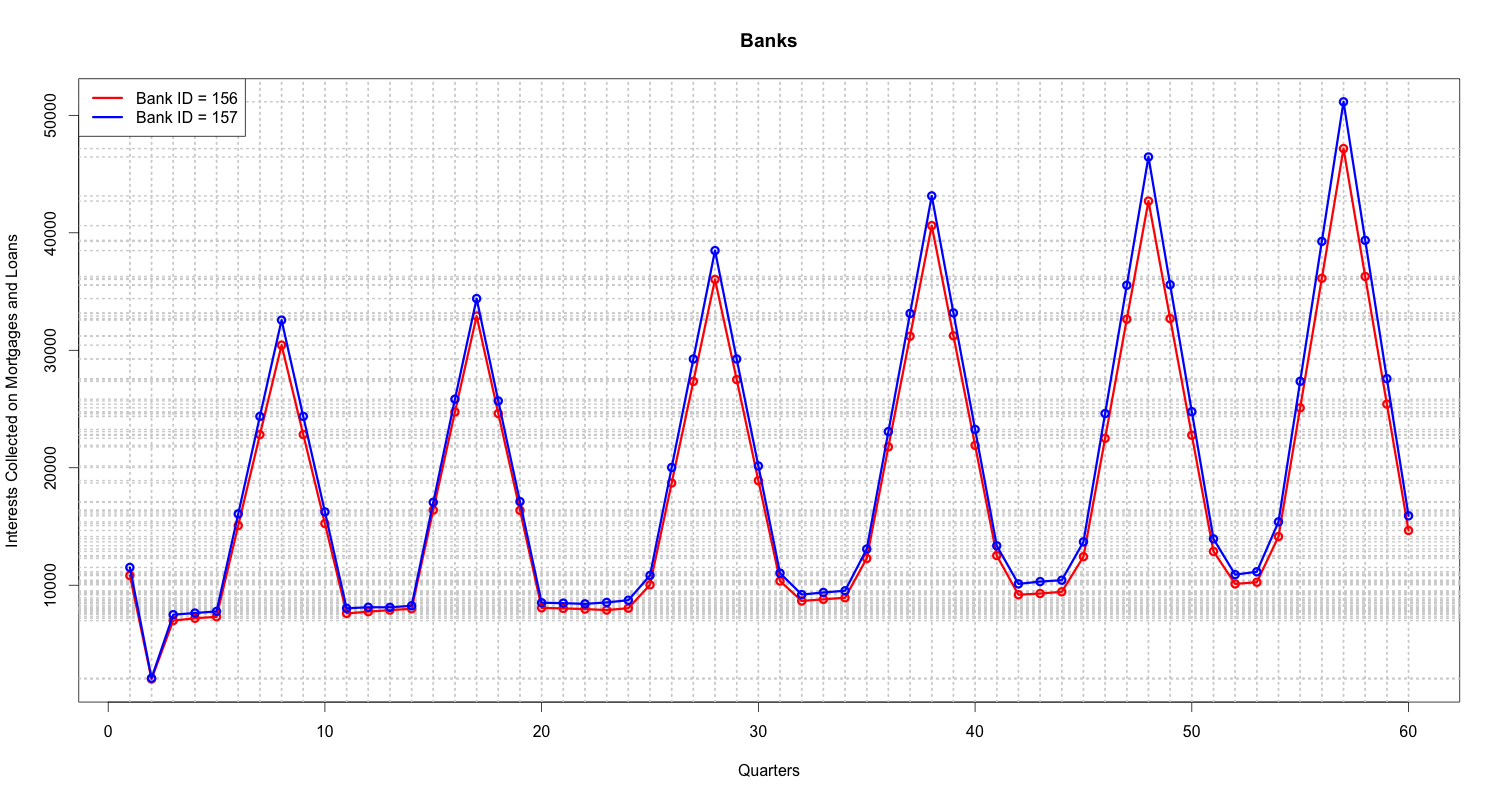 Banks
Bank ID = 156
Bank ID = 157
Interests Collected on Mortgages and Loans
50000
40000
30000
20000
10000
0 10 20 30 40 50 60
Quarters